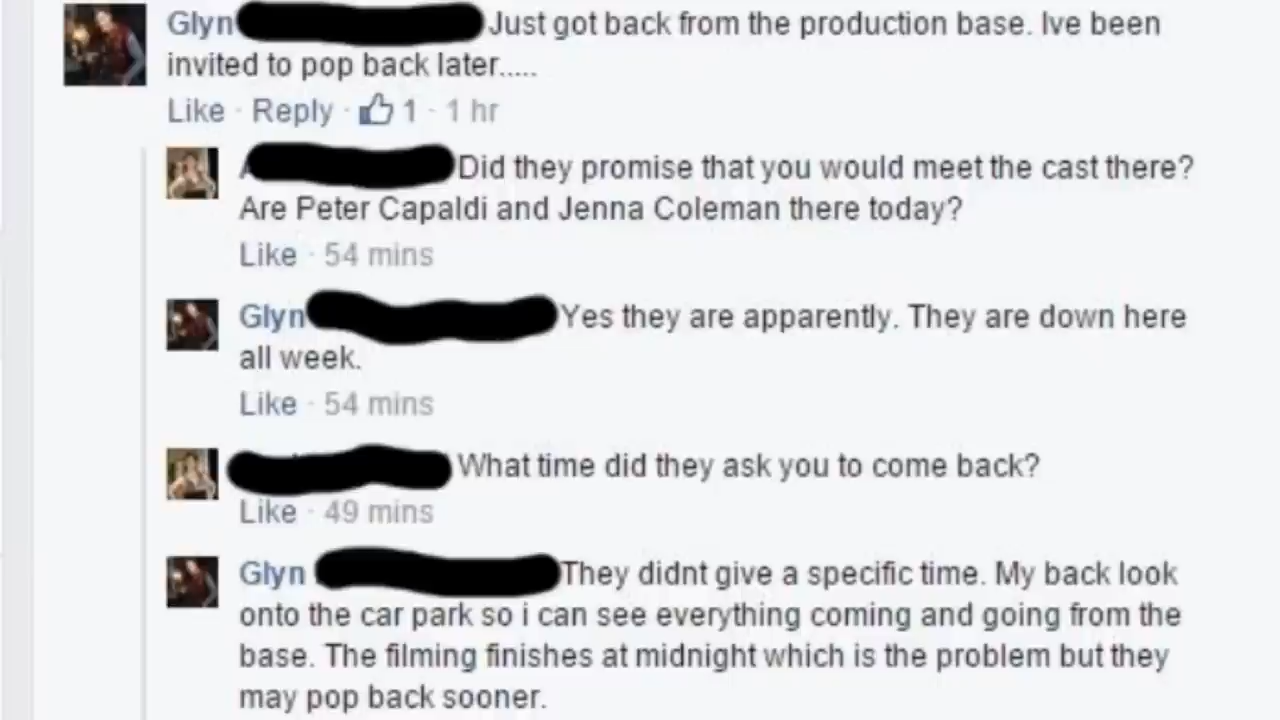 Glyn Just got back from the production base. Ive been
invited to pop back later.....
Like · Reply · 1 · 1 hr
Did they promise that you would meet the cast there?
Are Peter Capaldi and Jenna Coleman there today?
Like · 54 mins
Glyn Yes they are apparently. They are down here
all week.
Like · 54 mins
What time did they ask you to come back?
Like · 49 mins
Glyn They didnt give a specific time. My back look
onto the car park so i can see everything coming and going from the
base. The filming finishes at midnight which is the problem but they
may pop back sooner.